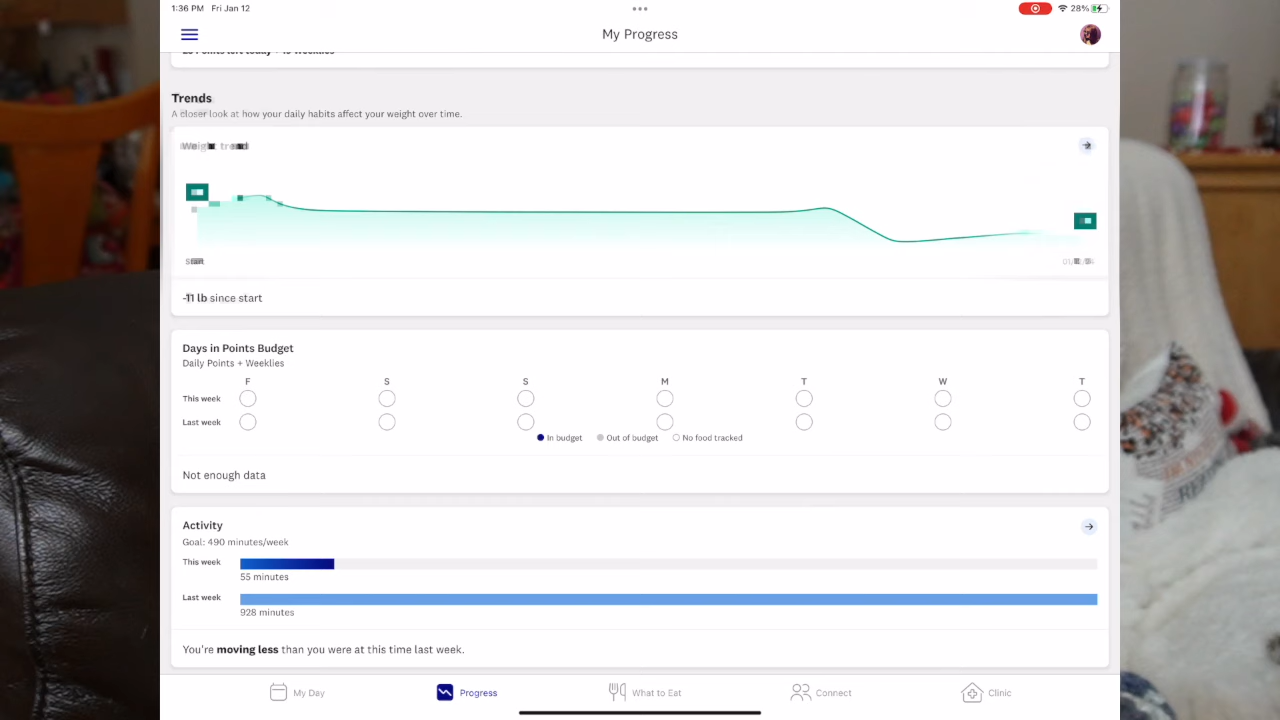 1:36 PM Fri Jan 12
28%
My Progress
Trends
A closer look at how your daily habits affect your weight over time.
Weight trend
Start
-11 lb since start
Days in Points Budget
Daily Points + Weeklies
F S S M T W T
This week
Last week
In budget Out of budget No food tracked
Not enough data
Activity
Goal: 490 minutes/week
This week
55 minutes
Last week
928 minutes
You're moving less than you were at this time last week.
My Day Progress What to Eat Connect Clinic